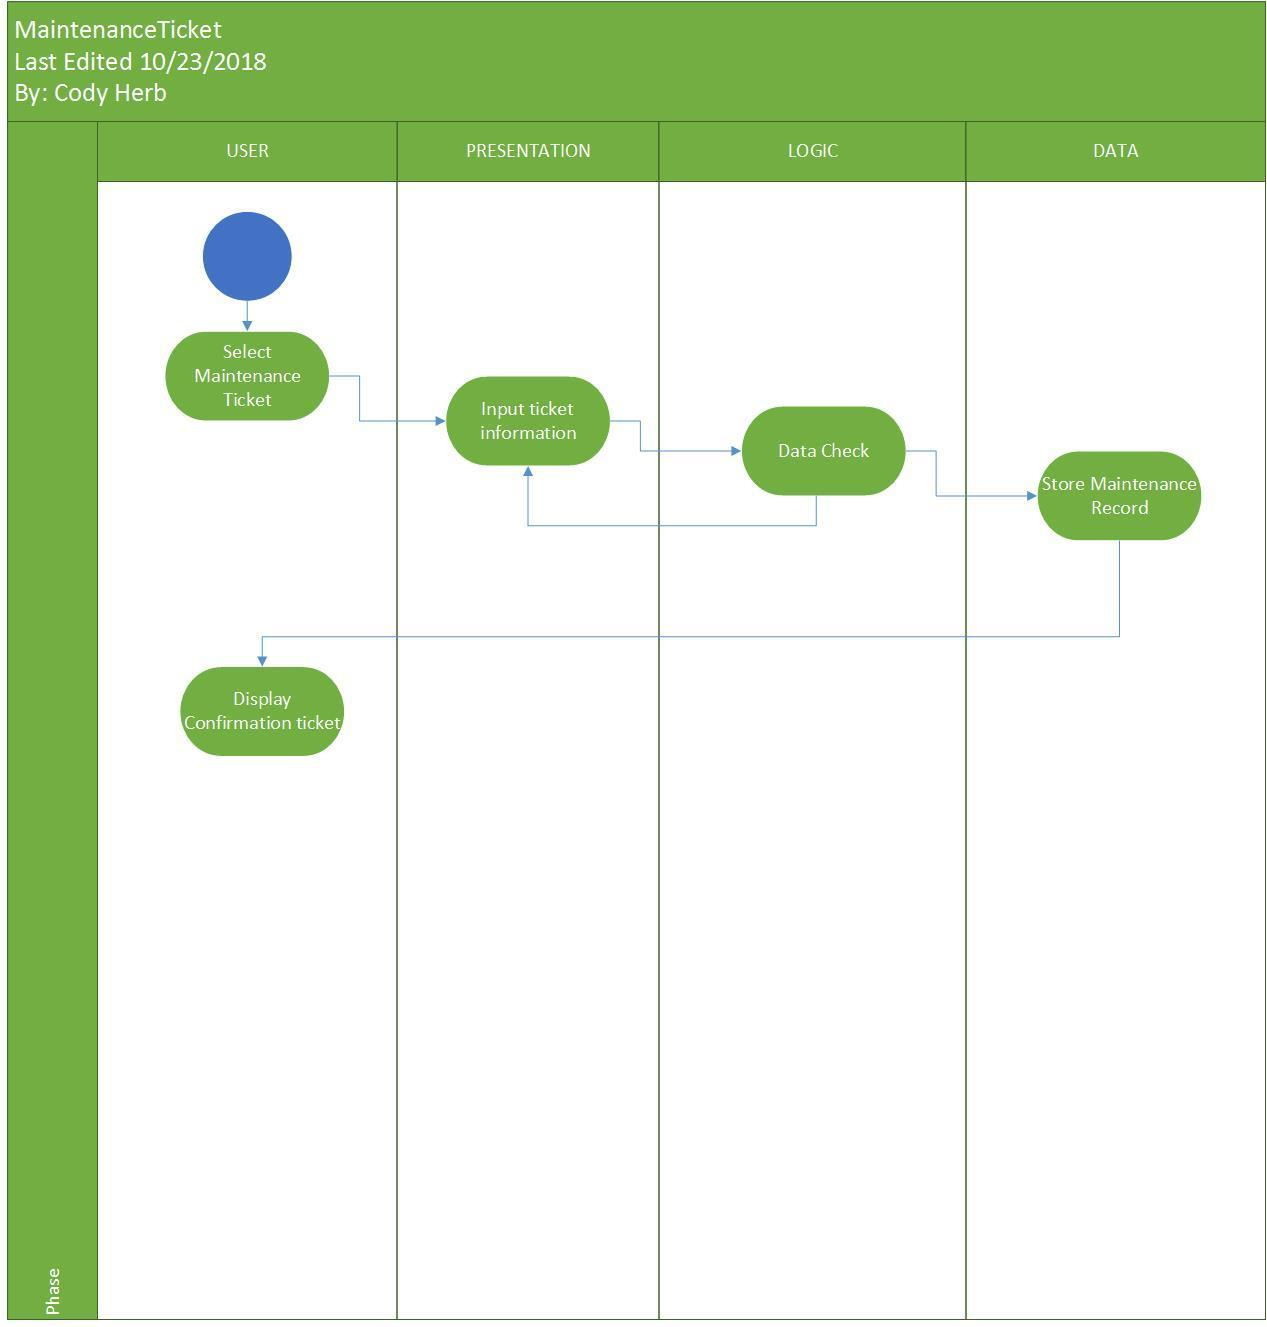 MaintenanceTicket
Last Edited 10/23/2018
By: Cody Herb
USER
PRESENTATION
LOGIC
DATA
Select
Maintenance
Ticket
Input ticket
information
Data Check
Store Maintenance
Record
Display
Confirmation ticket
Phase